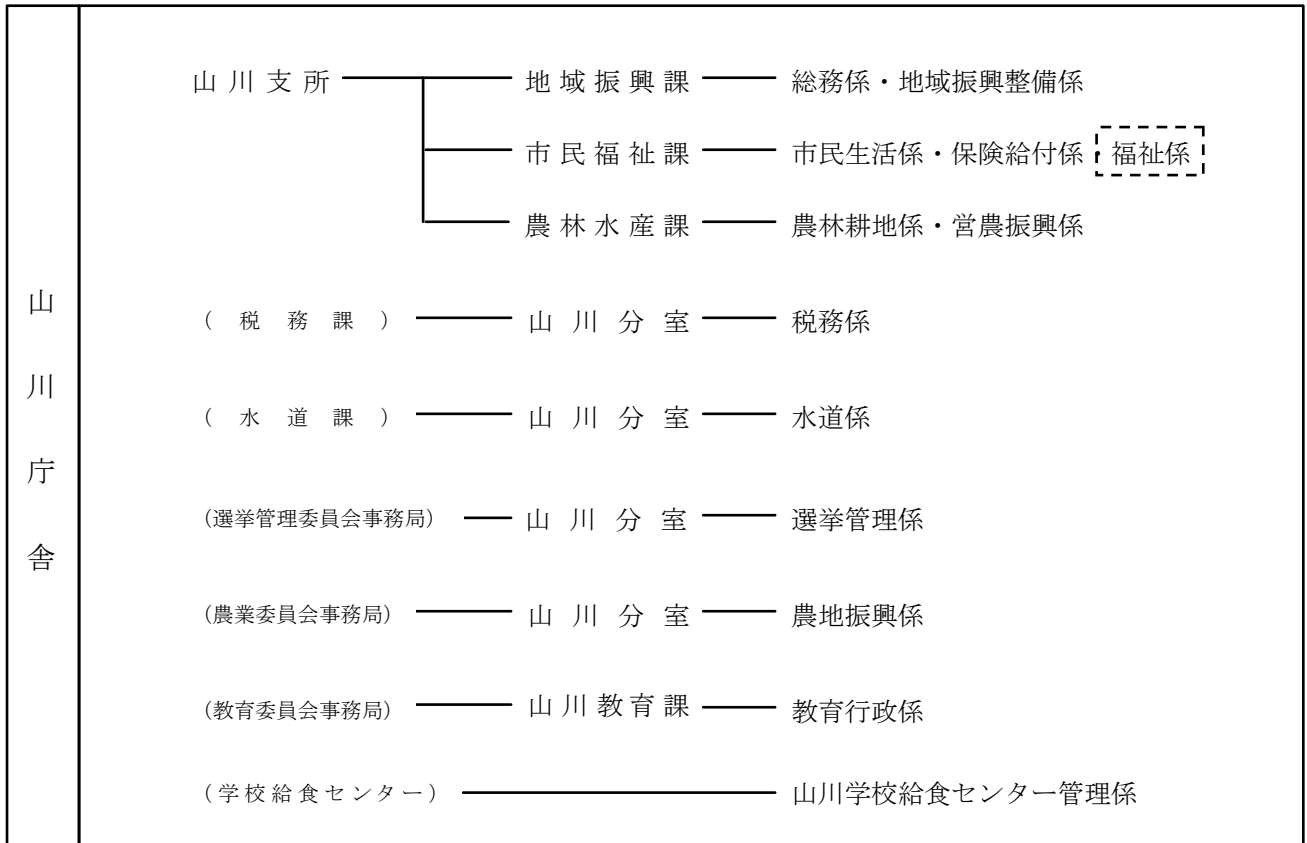 山川庁舎
山川支所 地域振興課 総務係・地域振興整備係
市民福祉課 市民生活係・保険給付係・福祉係
農林水産課 農林耕地係・営農振興係
(税務課) 山川分室 税務係
(水道課) 山川分室 水道係
(選挙管理委員会事務局) 山川分室 選挙管理係
(農業委員会事務局) 山川分室 農地振興係
(教育委員会事務局) 山川教育課 教育行政係
(学校給食センター) 山川学校給食センター管理係